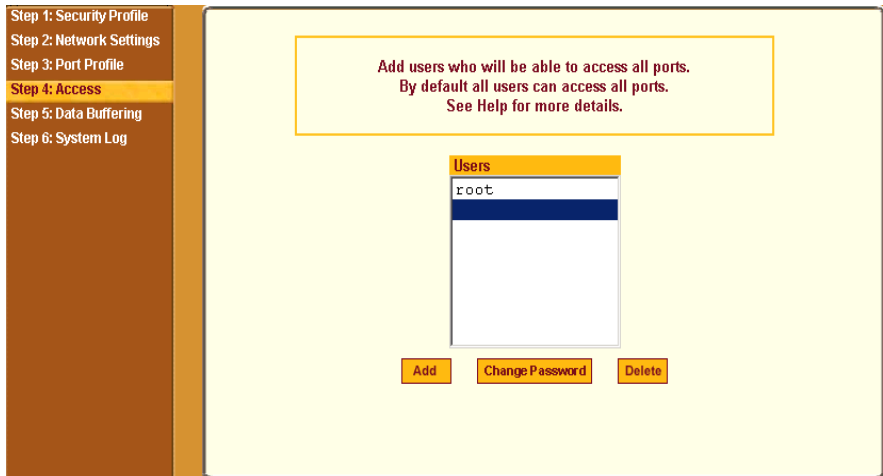 Step 1: Security Profile
Step 2: Network Settings
Step 3: Port Profile
Step 4: Access
Step 5: Data Buffering
Step 6: System Log
Add users who will be able to access all ports.
By default all users can access all ports.
See Help for more details.
Users
root
Add
Change Password
Delete